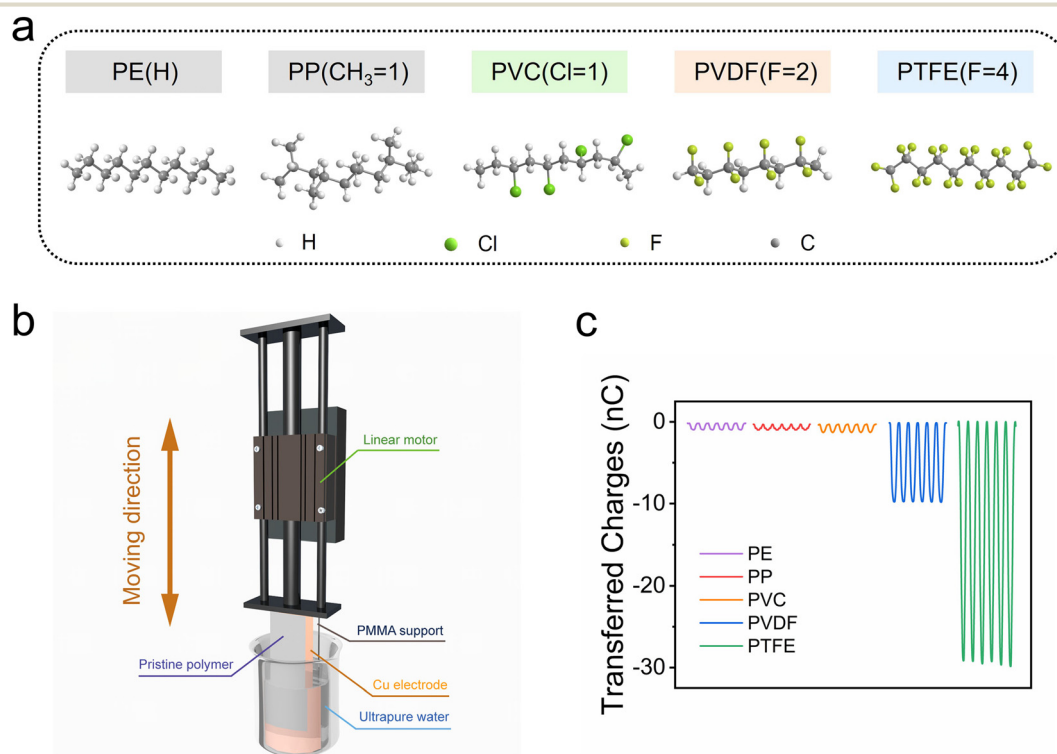 a
PE(H)
PP(CH₃=1)
PVC(Cl=1)
PVDF(F=2)
PTFE(F=4)
H
Cl
F
C
b
Moving direction
Linear motor
PMMA support
Pristine polymer
Cu electrode
Ultrapure water
c
Transferred Charges (nC)
0
-10
-20
-30
PE
PP
PVC
PVDF
PTFE